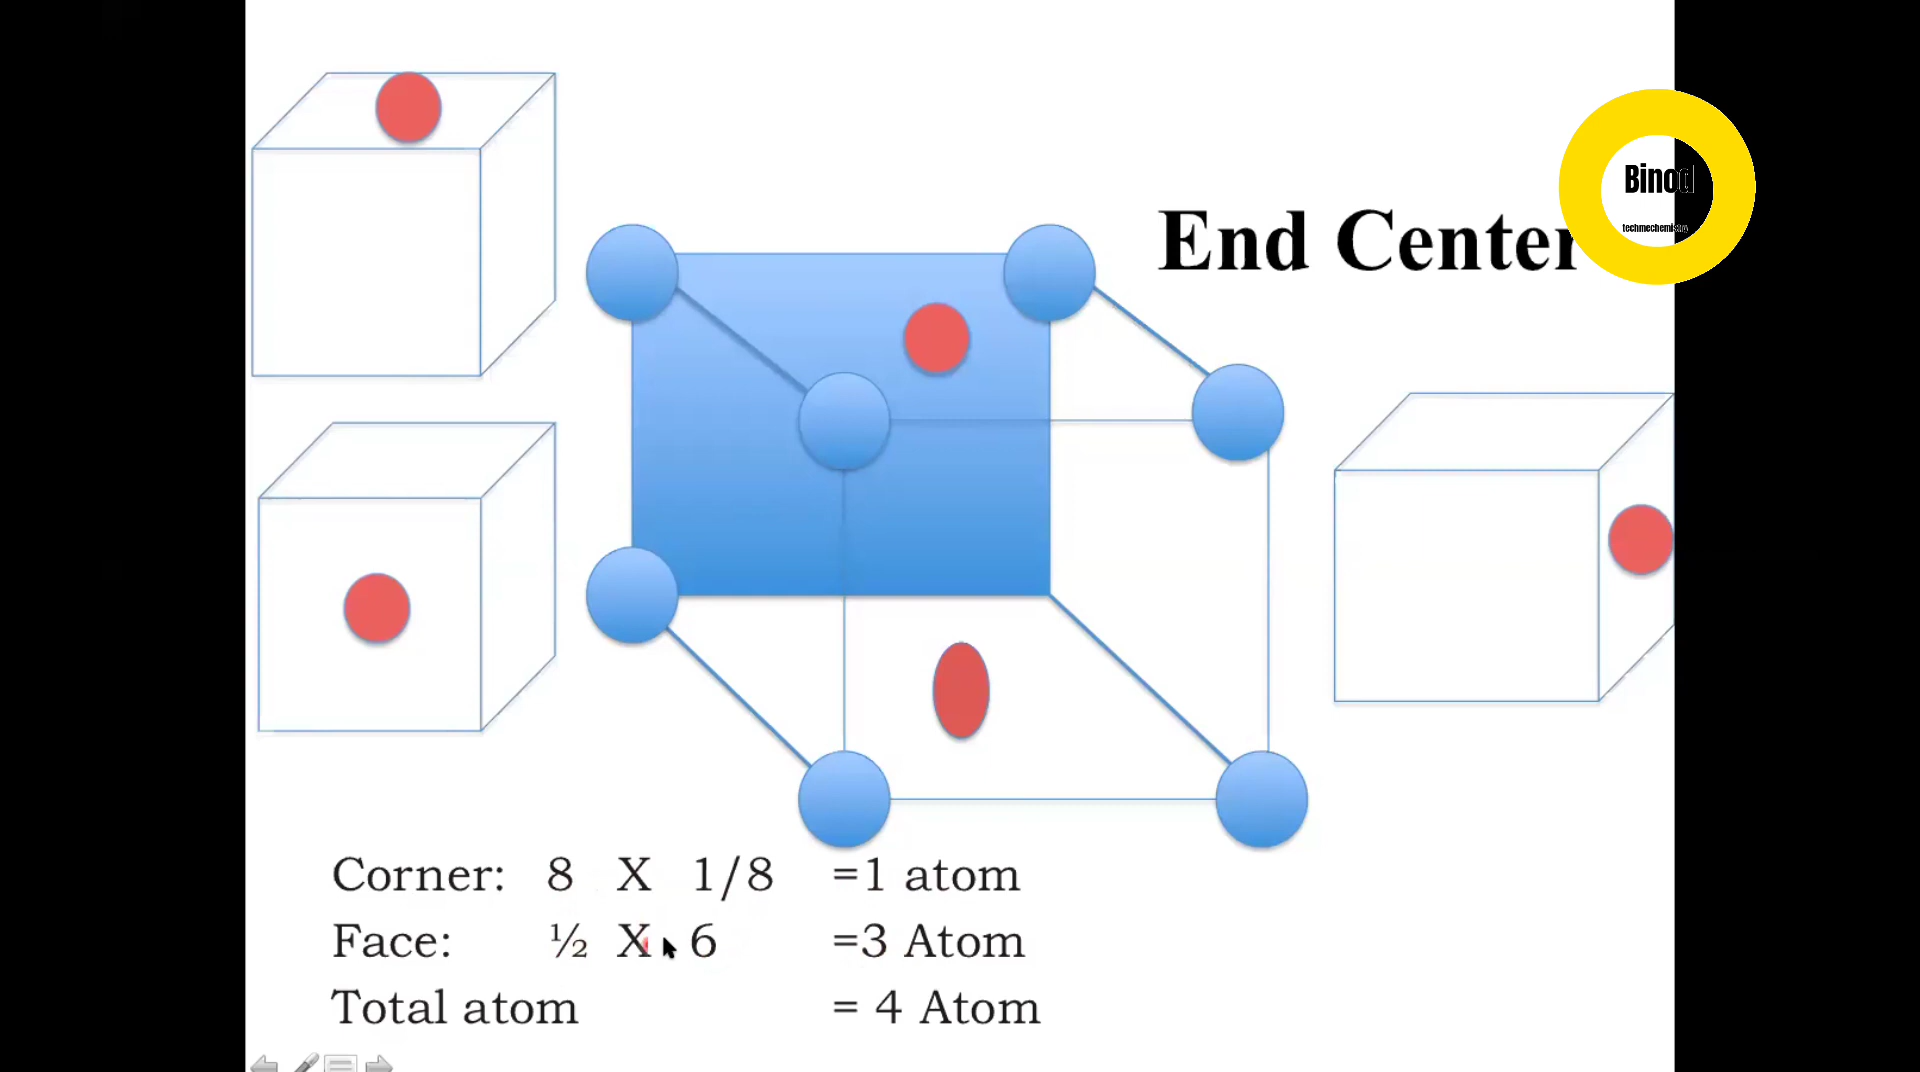 End Center
Binod
techmechemistry
Corner: 8 X 1/8 =1 atom
Face: ½ X 6 =3 Atom
Total atom = 4 Atom